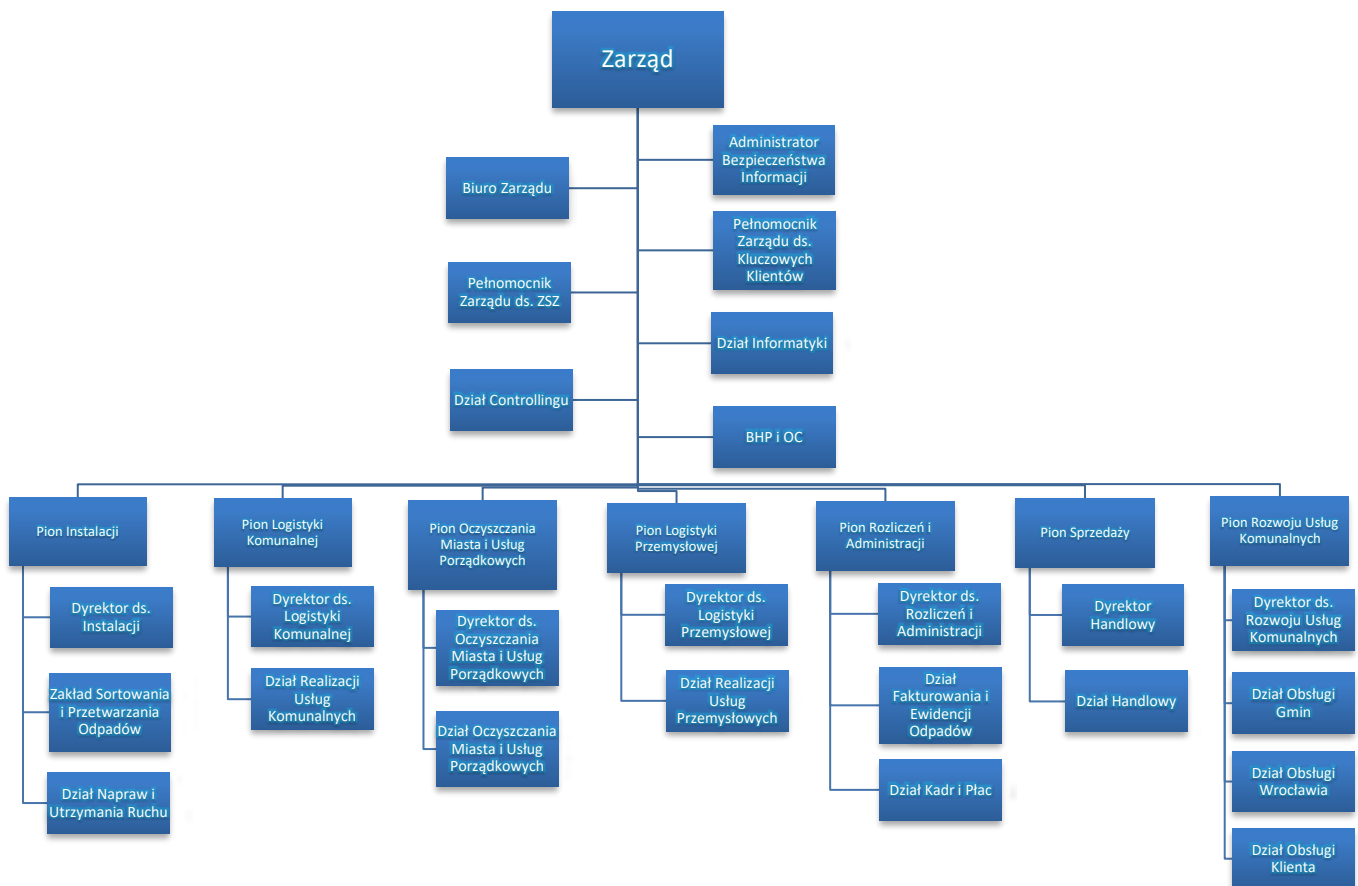 Zarząd
Administrator
Bezpieczeństwa
Informacji
Biuro Zarządu
Pełnomocnik
Zarządu ds.
Kluczowych
Klientów
Pełnomocnik
Zarządu ds. ZSZ
Dział Informatyki
Dział Controllingu
BHP i OC
Pion Instalacji
Dyrektor ds.
Instalacji
Zakład Sortowania
i Przetwarzania
Odpadów
Dział Napraw i
Utrzymania Ruchu
Pion Logistyki
Komunalnej
Dyrektor ds.
Logistyki
Komunalnej
Dział Realizacji
Usług
Komunalnych
Pion Oczyszczania
Miasta i Usług
Porządkowych
Dyrektor ds.
Oczyszczania
Miasta i Usług
Porządkowych
Dział Oczyszczania
Miasta i Usług
Porządkowych
Pion Logistyki
Przemysłowej
Dyrektor ds.
Logistyki
Przemysłowej
Dział Realizacji
Usług
Przemysłowych
Pion Rozliczeń i
Administracji
Dyrektor ds.
Rozliczeń i
Administracji
Dział
Fakturowania i
Ewidencji
Odpadów
Dział Kadr i Płac
Pion Sprzedaży
Dyrektor
Handlowy
Dział Handlowy
Pion Rozwoju Usług
Komunalnych
Dyrektor ds.
Rozwoju Usług
Komunalnych
Dział Obsługi
Gmin
Dział Obsługi
Wrocławia
Dział Obsługi
Klienta